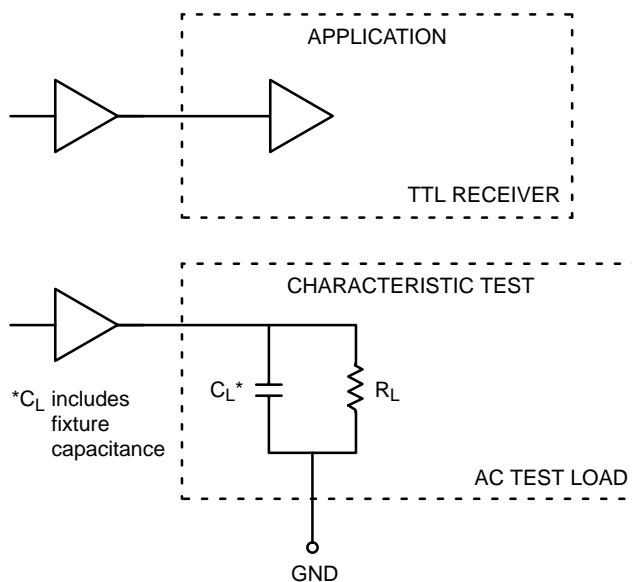 APPLICATION
TTL RECEIVER
CHARACTERISTIC TEST
*CL includes
fixture
capacitance
CL*
RL
AC TEST LOAD
GND